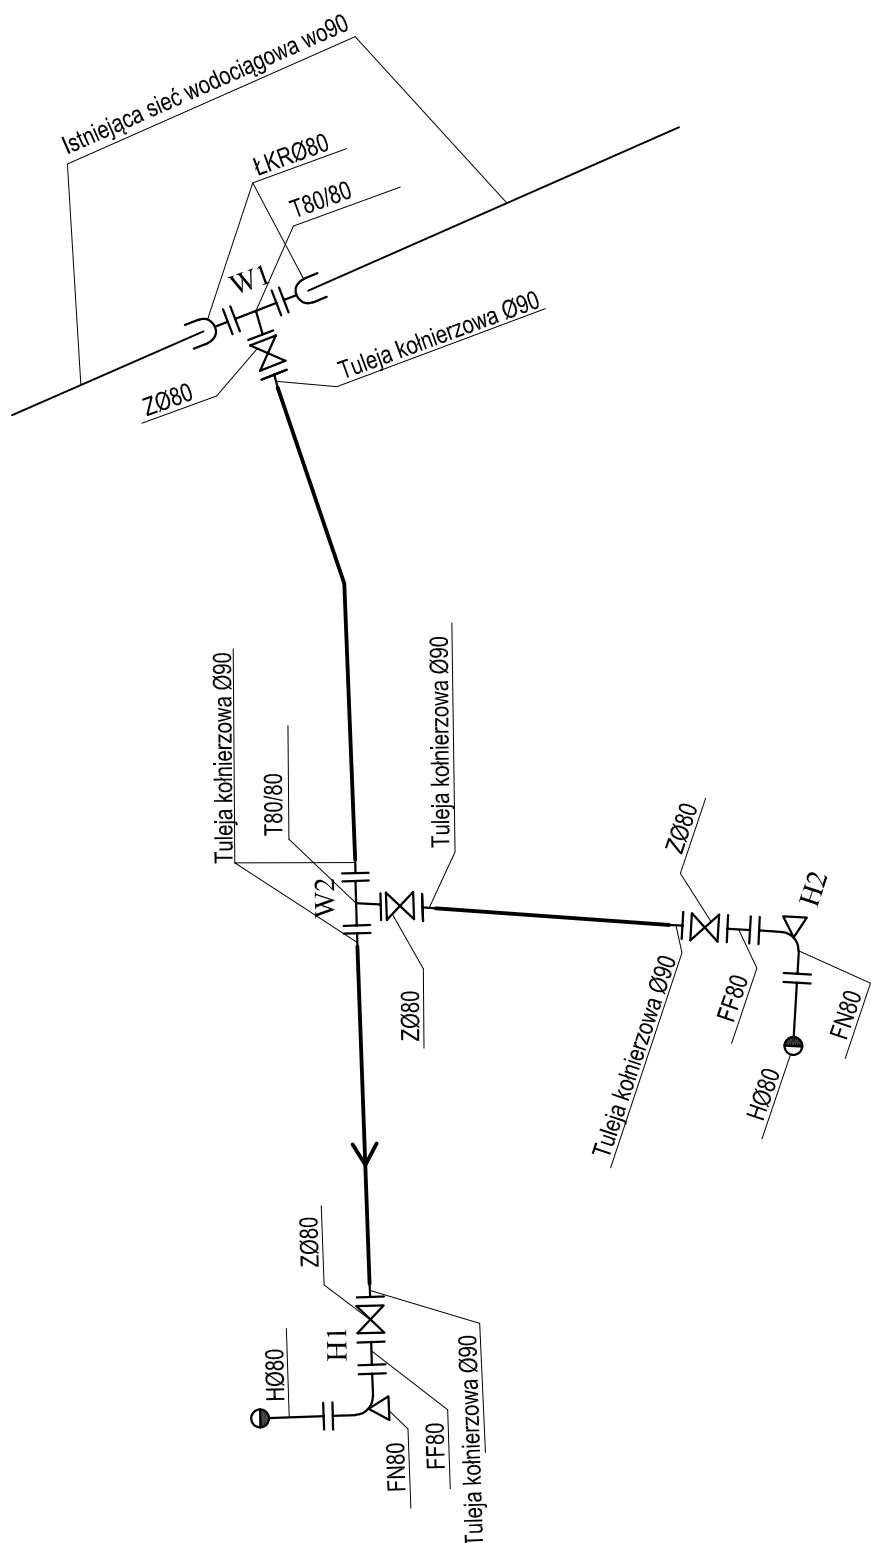 Istniejąca sieć wodociągowa wo90
ŁKRØ80
T80/80
W1
Tuleja kołnierzowa Ø90
ZØ80
Tuleja kołnierzowa Ø90
T80/80
Tuleja kołnierzowa Ø90
W2
ZØ80
ZØ80
H2
Tuleja kołnierzowa Ø90
FF80
FN80
HØ80
ZØ80
H1
HØ80
FN80
FF80
Tuleja kołnierzowa Ø90